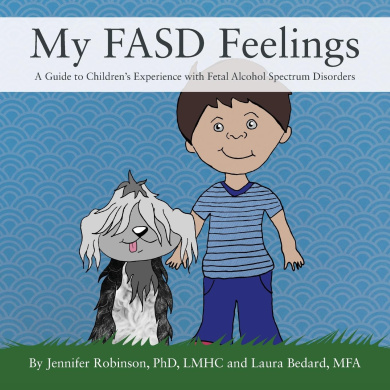 My FASD Feelings
A Guide to Children's Experience with Fetal Alcohol Spectrum Disorders
By Jennifer Robinson, PhD, LMHC and Laura Bedard, MFA